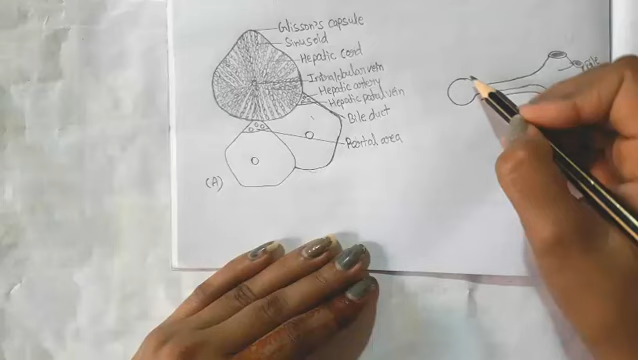 Glisson's capsule
Sinusoid
Hepatic cord
Intralobular vein
Hepatic artery
Hepatic portal vein
Bile duct
Portal area
(A)